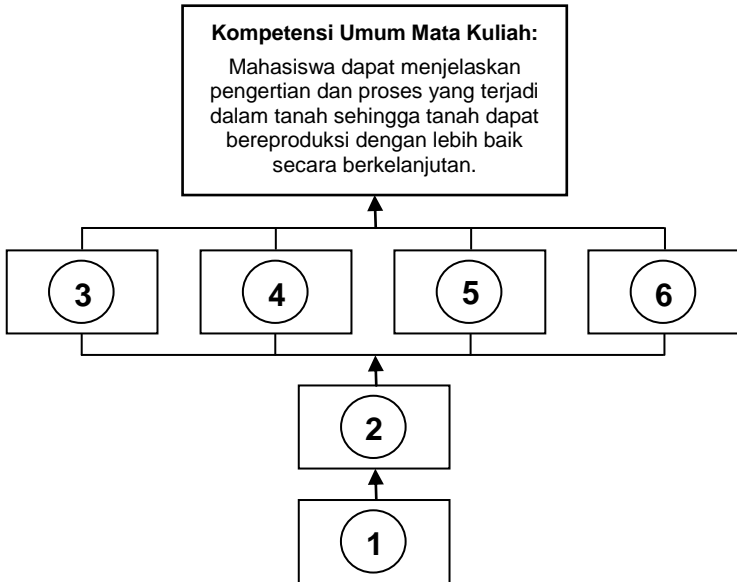 Kompetensi Umum Mata Kuliah:
Mahasiswa dapat menjelaskan
pengertian dan proses yang terjadi
dalam tanah sehingga tanah dapat
bereproduksi dengan lebih baik
secara berkelanjutan.
3 4 5 6
2
1